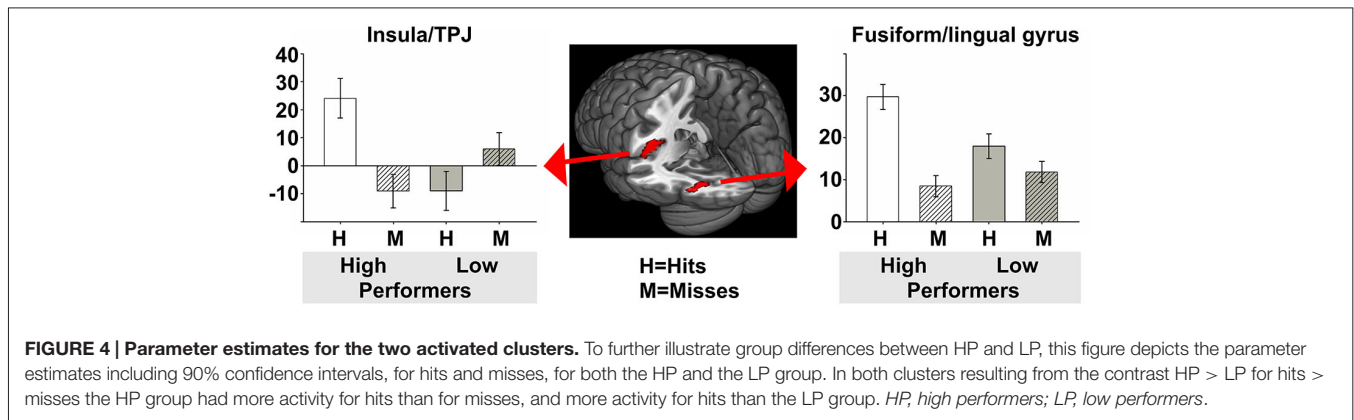 Insula/TPJ
40
30
20
10
0
-10
H M H M
High Low
Performers
H=Hits
M=Misses
Fusiform/lingual gyrus
30
20
10
0
H M H M
High Low
Performers
FIGURE 4 | Parameter estimates for the two activated clusters. To further illustrate group differences between HP and LP, this figure depicts the parameter
estimates including 90% confidence intervals, for hits and misses, for both the HP and the LP group. In both clusters resulting from the contrast HP > LP for hits >
misses the HP group had more activity for hits than for misses, and more activity for hits than the LP group. HP, high performers; LP, low performers.